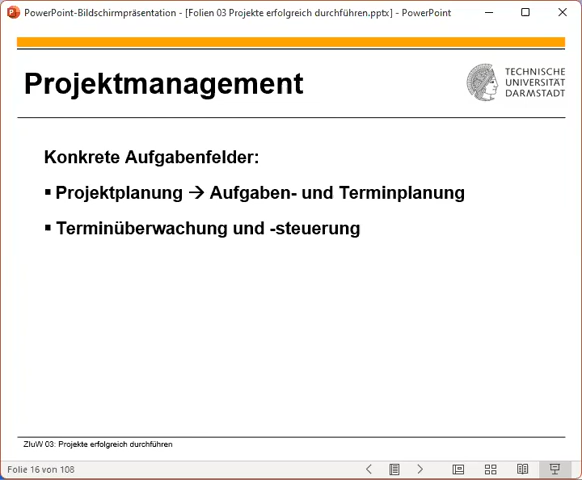 PowerPoint-Bildschirmpräsentation - [Folien 03 Projekte erfolgreich durchführen.pptx] - PowerPoint
Projektmanagement
TECHNISCHE
UNIVERSITÄT
DARMSTADT
Konkrete Aufgabenfelder:
▪ Projektplanung → Aufgaben- und Terminplanung
▪ Terminüberwachung und -steuerung
ZIuW 03: Projekte erfolgreich durchführen
Folie 16 von 108